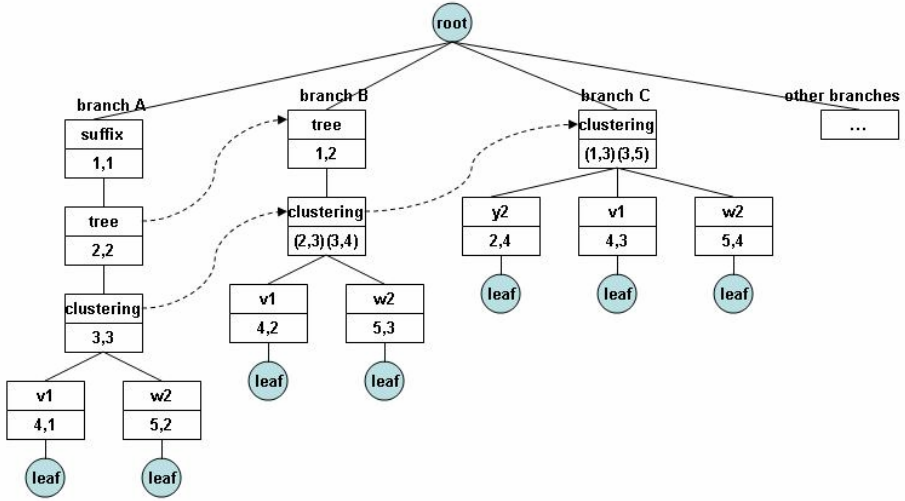 root
branch A
branch B
branch C
other branches
suffix
1,1
tree
1,2
clustering
(1,3)(3,5)
...
tree
2,2
clustering
(2,3)(3,4)
y2
2,4
v1
4,3
w2
5,4
clustering
3,3
v1
4,2
w2
5,3
leaf
leaf
leaf
v1
4,1
w2
5,2
leaf
leaf
leaf
leaf